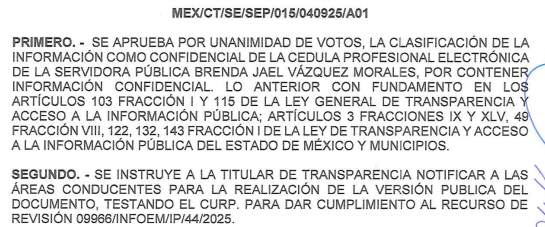 MEX/CT/SE/SEP/015/040925/A01
PRIMERO. - SE APRUEBA POR UNANIMIDAD DE VOTOS, LA CLASIFICACIÓN DE LA
INFORMACIÓN COMO CONFIDENCIAL DE LA CEDULA PROFESIONAL ELECTRÓNICA
DE LA SERVIDORA PÚBLICA BRENDA JAEL VÁZQUEZ MORALES, POR CONTENER
INFORMACIÓN CONFIDENCIAL. LO ANTERIOR CON FUNDAMENTO EN LOS
ARTÍCULOS 103 FRACCIÓN I Y 115 DE LA LEY GENERAL DE TRANSPARENCIA Y
ACCESO A LA INFORMACIÓN PÚBLICA; ARTÍCULOS 3 FRACCIONES IX Y XLV, 49
FRACCIÓN VIII, 122, 132, 143 FRACCIÓN I DE LA LEY DE TRANSPARENCIA Y ACCESO
A LA INFORMACIÓN PÚBLICA DEL ESTADO DE MÉXICO Y MUNICIPIOS.
SEGUNDO. - SE INSTRUYE A LA TITULAR DE TRANSPARENCIA NOTIFICAR A LAS
ÁREAS CONDUCENTES PARA LA REALIZACIÓN DE LA VERSIÓN PUBLICA DEL
DOCUMENTO, TESTANDO EL CURP. PARA DAR CUMPLIMIENTO AL RECURSO DE
REVISIÓN 09966/INFOEM/IP/44/2025.